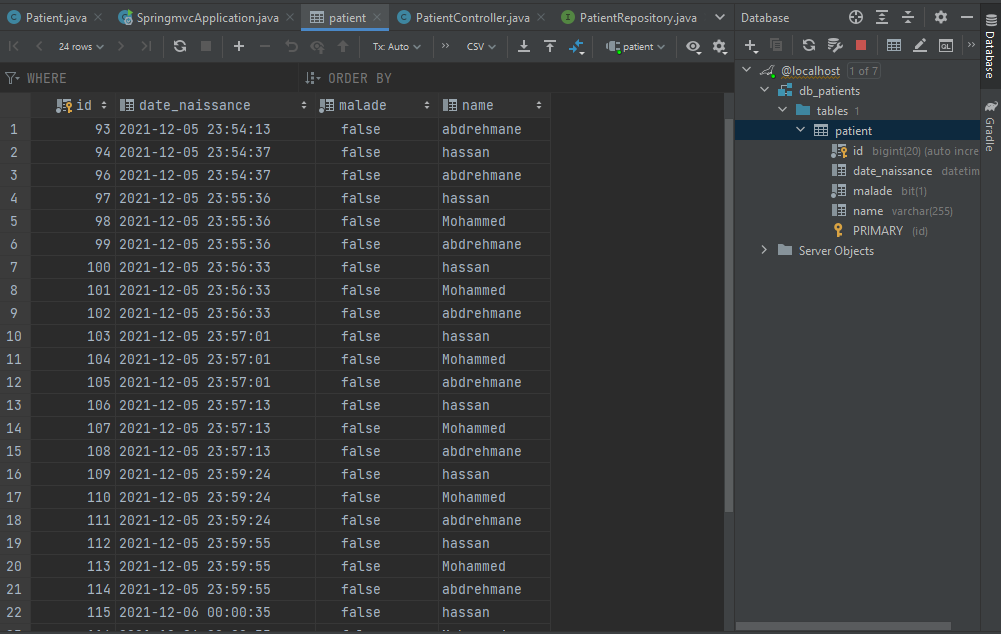 Patient.java SpringmvcApplication.java patient PatientController.java PatientRepository.java Database
24 rows Tx: Auto CSV patient
WHERE ORDER BY
id date_naissance malade name
1 93 2021-12-05 23:54:13 false abdrehmane
2 94 2021-12-05 23:54:37 false hassan
3 96 2021-12-05 23:54:37 false abdrehmane
4 97 2021-12-05 23:55:36 false hassan
5 98 2021-12-05 23:55:36 false Mohammed
6 99 2021-12-05 23:55:36 false abdrehmane
7 100 2021-12-05 23:56:33 false hassan
8 101 2021-12-05 23:56:33 false Mohammed
9 102 2021-12-05 23:56:33 false abdrehmane
10 103 2021-12-05 23:57:01 false hassan
11 104 2021-12-05 23:57:01 false Mohammed
12 105 2021-12-05 23:57:01 false abdrehmane
13 106 2021-12-05 23:57:13 false hassan
14 107 2021-12-05 23:57:13 false Mohammed
15 108 2021-12-05 23:57:13 false abdrehmane
16 109 2021-12-05 23:59:24 false hassan
17 110 2021-12-05 23:59:24 false Mohammed
18 111 2021-12-05 23:59:24 false abdrehmane
19 112 2021-12-05 23:59:55 false hassan
20 113 2021-12-05 23:59:55 false Mohammed
21 114 2021-12-05 23:59:55 false abdrehmane
22 115 2021-12-06 00:00:35 false hassan
@localhost 1 of 7
db_patients
tables 1
patient
id bigint(20) (auto incre
date_naissance datetim
malade bit(1)
name varchar(255)
PRIMARY (id)
Server Objects
QL
Database
Gradle